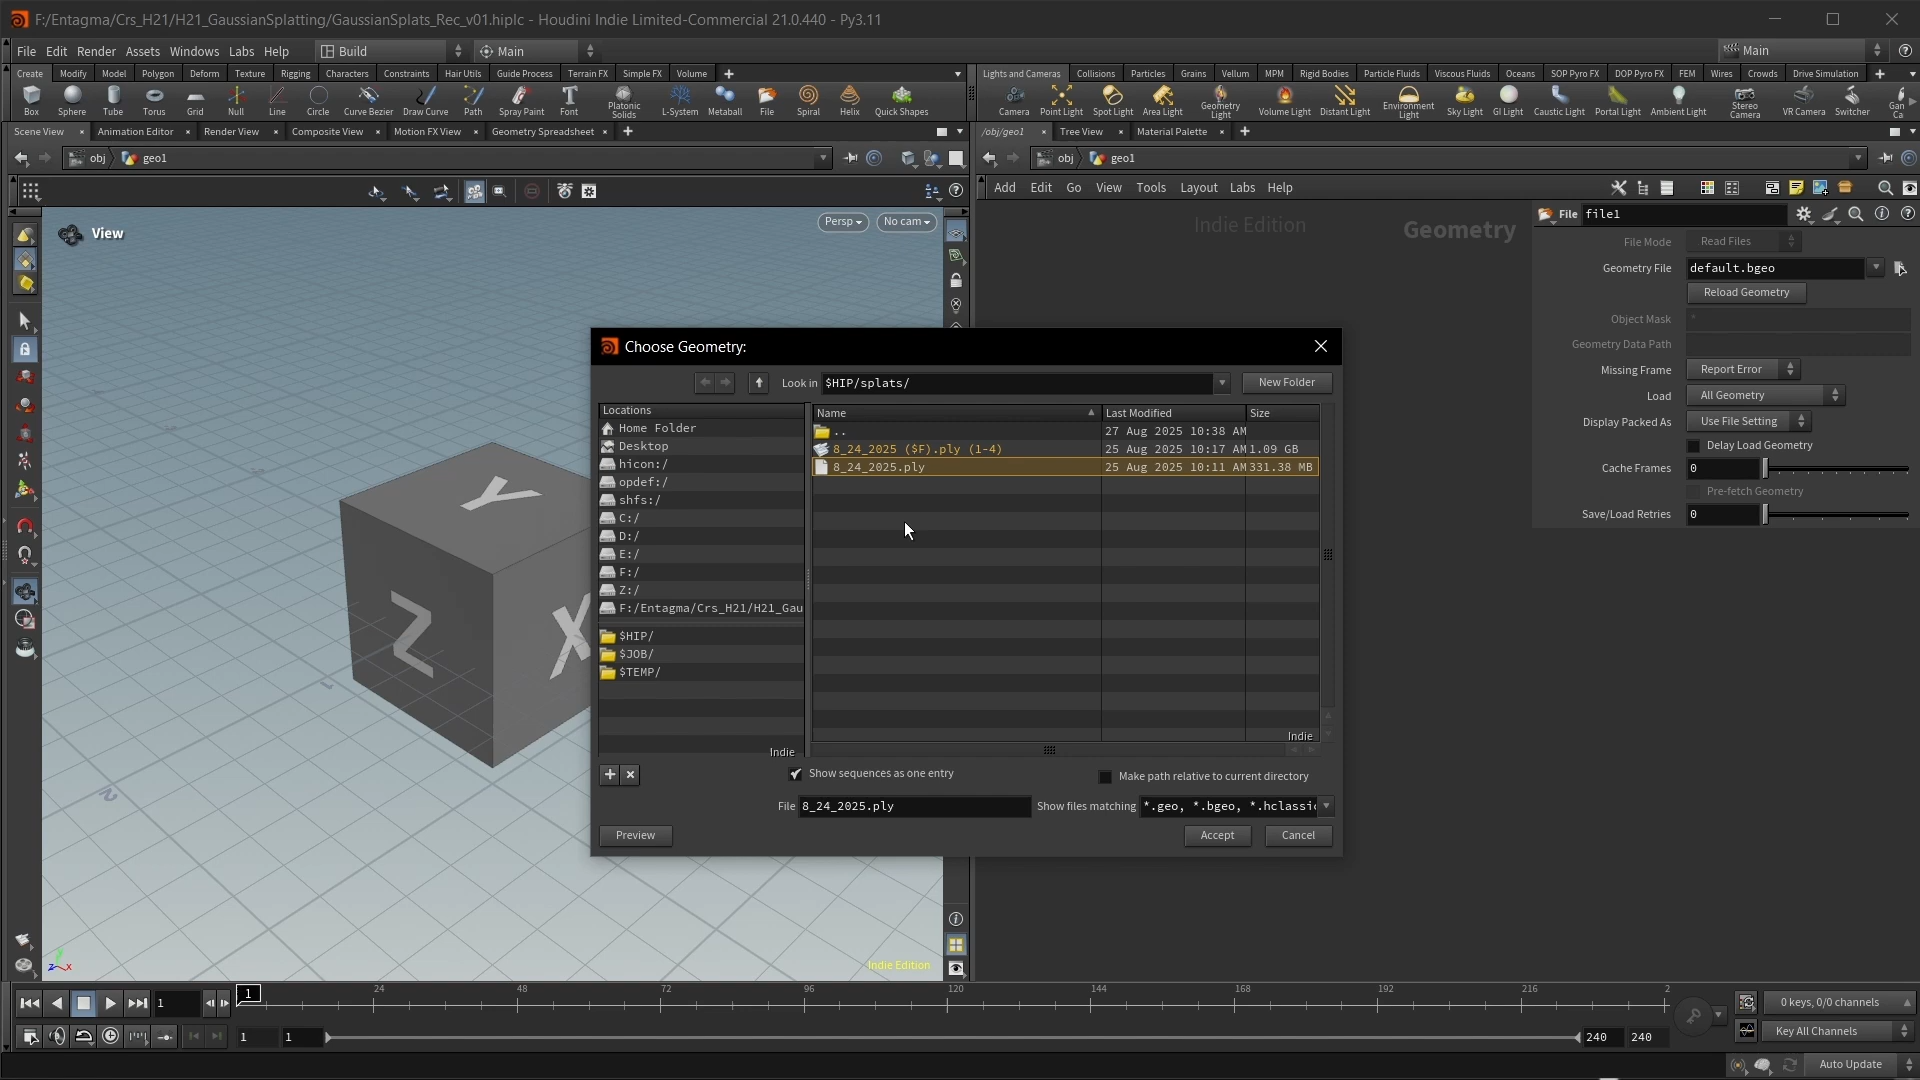 F:/Entagma/Crs_H21/H21_GaussianSplatting/GaussianSplats_Rec_v01.hiplc - Houdini Indie Limited-Commercial 21.0.440 - Py3.11
File Edit Render Assets Windows Labs Help Build Main Main
Create Modify Model Polygon Deform Texture Rigging Characters Constraints Hair Utils Guide Process Terrain FX Simple FX Volume
Lights and Cameras Collisions Particles Grains Vellum MPM Rigid Bodies Particle Fluids Viscous Fluids Oceans SOP Pyro FX DOP Pyro FX FEM Wires Crowds Drive Simulation
Box Sphere Tube Torus Grid Null Line Circle Curve Bezier Draw Curve Path Spray Paint Font Platonic Solids L-System Metaball File Spiral Helix Quick Shapes
Camera Point Light Spot Light Area Light Geometry Light Volume Light Distant Light Environment Light Sky Light GI Light Caustic Light Portal Light Ambient Light Stereo Camera VR Camera Switcher Gan Ca
Scene View Animation Editor Render View Composite View Motion FX View Geometry Spreadsheet
/obj/geo1 Tree View Material Palette
obj geo1
obj geo1
Add Edit Go View Tools Layout Labs Help
View
Persp No cam
Indie Edition
Geometry
File file1
File Mode Read Files
Geometry File default.bgeo
Reload Geometry
Object Mask *
Geometry Data Path
Missing Frame Report Error
Load All Geometry
Display Packed As Use File Setting
Delay Load Geometry
Cache Frames 0
Pre-fetch Geometry
Save/Load Retries 0
Y
Z
X
Choose Geometry:
Look in $HIP/splats/ New Folder
Locations
Home Folder
Desktop
hicon:/
opdef:/
shfs:/
C:/
D:/
E:/
F:/
Z:/
F:/Entagma/Crs_H21/H21_Gau
$HIP/
$JOB/
$TEMP/
Indie
Name Last Modified Size
.. 27 Aug 2025 10:38 AM
8_24_2025 ($F).ply (1-4) 25 Aug 2025 10:17 AM 1.09 GB
8_24_2025.ply 25 Aug 2025 10:11 AM 331.38 MB
Indie
Show sequences as one entry
Make path relative to current directory
File 8_24_2025.ply
Show files matching *.geo, *.bgeo, *.hclassi
Preview Accept Cancel
Indie Edition
z x y
1
1
24 48 72 96 120 144 168 192 216 2
0 keys, 0/0 channels
1 1 240 240
Key All Channels
Auto Update